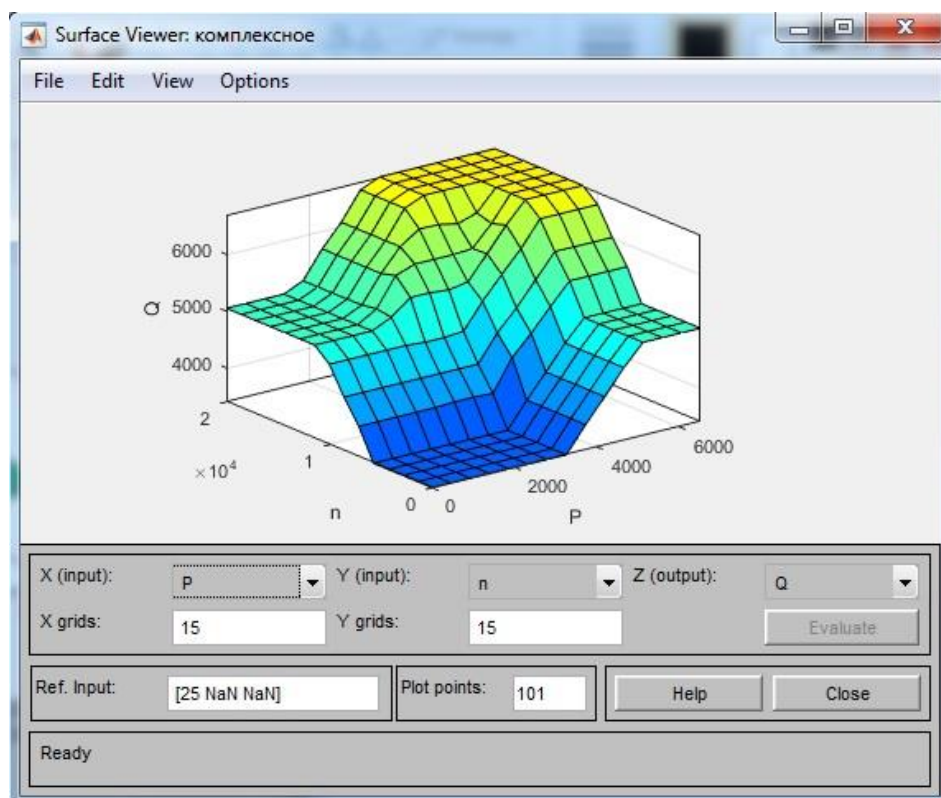 Surface Viewer: комплексное
File Edit View Options
6000
5000
4000
Q
2
×10⁴
1
0
n
0
2000
4000
6000
P
X (input): P Y (input): n Z (output): Q
X grids: 15 Y grids: 15 Evaluate
Ref. Input: [25 NaN NaN] Plot points: 101 Help Close
Ready